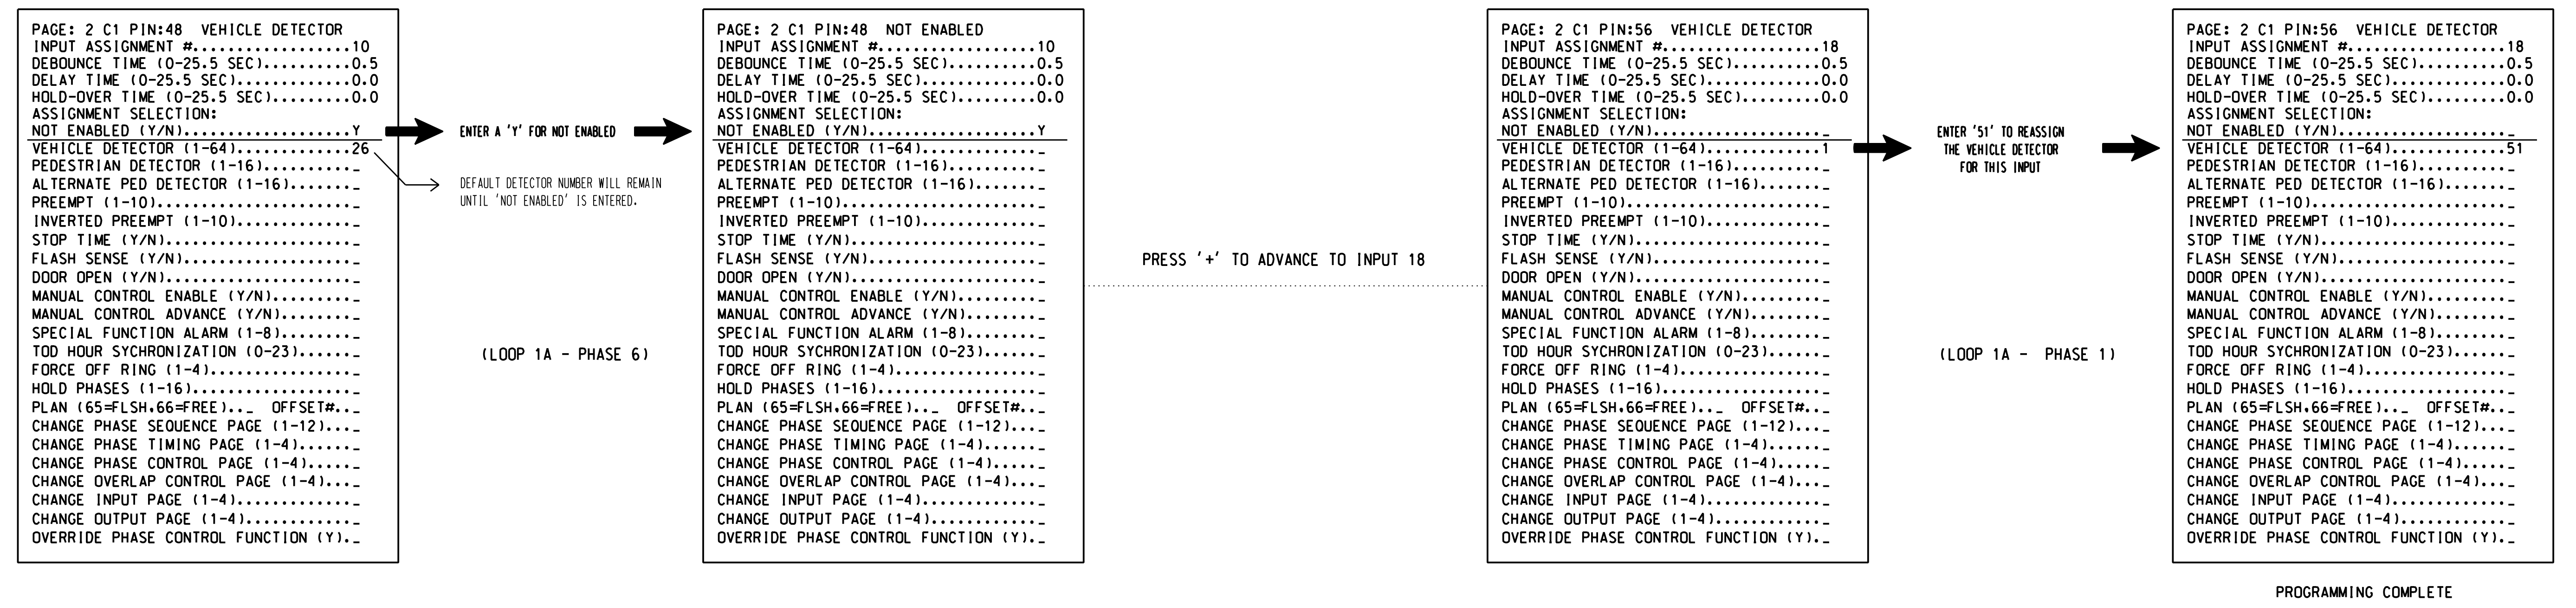 PAGE: 2 C1 PIN:48 VEHICLE DETECTOR
INPUT ASSIGNMENT #..................10
DEBOUNCE TIME (0-25.5 SEC)..........0.5
DELAY TIME (0-25.5 SEC).............0.0
HOLD-OVER TIME (0-25.5 SEC).........0.0
ASSIGNMENT SELECTION:
NOT ENABLED (Y/N)...................Y
VEHICLE DETECTOR (1-64).............26
PEDESTRIAN DETECTOR (1-16)..........._
ALTERNATE PED DETECTOR (1-16)......._
PREEMPT (1-10)......................_
INVERTED PREEMPT (1-10)............._
STOP TIME (Y/N)....................._
FLASH SENSE (Y/N)..................._
DOOR OPEN (Y/N)....................._
MANUAL CONTROL ENABLE (Y/N)........._
MANUAL CONTROL ADVANCE (Y/N)........_
SPECIAL FUNCTION ALARM (1-8)........_
TOD HOUR SYCHRONIZATION (0-23)......_
FORCE OFF RING (1-4)................_
HOLD PHASES (1-16).................._
PLAN (65=FLSH,66=FREE).._ OFFSET#.._
CHANGE PHASE SEQUENCE PAGE (1-12)..._
CHANGE PHASE TIMING PAGE (1-4)......_
CHANGE PHASE CONTROL PAGE (1-4)....._
CHANGE OVERLAP CONTROL PAGE (1-4)..._
CHANGE INPUT PAGE (1-4)............._
CHANGE OUTPUT PAGE (1-4)............_
OVERRIDE PHASE CONTROL FUNCTION (Y)._
ENTER A 'Y' FOR NOT ENABLED
DEFAULT DETECTOR NUMBER WILL REMAIN
UNTIL 'NOT ENABLED' IS ENTERED.
(LOOP 1A - PHASE 6)
PAGE: 2 C1 PIN:48 NOT ENABLED
INPUT ASSIGNMENT #..................10
DEBOUNCE TIME (0-25.5 SEC)..........0.5
DELAY TIME (0-25.5 SEC).............0.0
HOLD-OVER TIME (0-25.5 SEC).........0.0
ASSIGNMENT SELECTION:
NOT ENABLED (Y/N)...................Y
VEHICLE DETECTOR (1-64)............._
PEDESTRIAN DETECTOR (1-16).........._
ALTERNATE PED DETECTOR (1-16)......._
PREEMPT (1-10)......................_
INVERTED PREEMPT (1-10)............._
STOP TIME (Y/N)....................._
FLASH SENSE (Y/N)..................._
DOOR OPEN (Y/N)....................._
MANUAL CONTROL ENABLE (Y/N)........._
MANUAL CONTROL ADVANCE (Y/N)........_
SPECIAL FUNCTION ALARM (1-8)........_
TOD HOUR SYCHRONIZATION (0-23)......_
FORCE OFF RING (1-4)................_
HOLD PHASES (1-16).................._
PLAN (65=FLSH,66=FREE).._ OFFSET#.._
CHANGE PHASE SEQUENCE PAGE (1-12)..._
CHANGE PHASE TIMING PAGE (1-4)......_
CHANGE PHASE CONTROL PAGE (1-4)....._
CHANGE OVERLAP CONTROL PAGE (1-4)..._
CHANGE INPUT PAGE (1-4)............._
CHANGE OUTPUT PAGE (1-4)............_
OVERRIDE PHASE CONTROL FUNCTION (Y)._
PRESS '+' TO ADVANCE TO INPUT 18
PAGE: 2 C1 PIN:56 VEHICLE DETECTOR
INPUT ASSIGNMENT #..................18
DEBOUNCE TIME (0-25.5 SEC)..........0.5
DELAY TIME (0-25.5 SEC).............0.0
HOLD-OVER TIME (0-25.5 SEC).........0.0
ASSIGNMENT SELECTION:
NOT ENABLED (Y/N)..................._
VEHICLE DETECTOR (1-64).............1
PEDESTRIAN DETECTOR (1-16).........._
ALTERNATE PED DETECTOR (1-16)......._
PREEMPT (1-10)......................_
INVERTED PREEMPT (1-10)............._
STOP TIME (Y/N)....................._
FLASH SENSE (Y/N)..................._
DOOR OPEN (Y/N)....................._
MANUAL CONTROL ENABLE (Y/N)........._
MANUAL CONTROL ADVANCE (Y/N)........_
SPECIAL FUNCTION ALARM (1-8)........_
TOD HOUR SYCHRONIZATION (0-23)......_
FORCE OFF RING (1-4)................_
HOLD PHASES (1-16).................._
PLAN (65=FLSH,66=FREE).._ OFFSET#.._
CHANGE PHASE SEQUENCE PAGE (1-12)..._
CHANGE PHASE TIMING PAGE (1-4)......_
CHANGE PHASE CONTROL PAGE (1-4)....._
CHANGE OVERLAP CONTROL PAGE (1-4)..._
CHANGE INPUT PAGE (1-4)............._
CHANGE OUTPUT PAGE (1-4)............_
OVERRIDE PHASE CONTROL FUNCTION (Y)._
ENTER '51' TO REASSIGN
THE VEHICLE DETECTOR
FOR THIS INPUT
(LOOP 1A - PHASE 1)
PAGE: 2 C1 PIN:56 VEHICLE DETECTOR
INPUT ASSIGNMENT #..................18
DEBOUNCE TIME (0-25.5 SEC)..........0.5
DELAY TIME (0-25.5 SEC).............0.0
HOLD-OVER TIME (0-25.5 SEC).........0.0
ASSIGNMENT SELECTION:
NOT ENABLED (Y/N)..................._
VEHICLE DETECTOR (1-64).............51
PEDESTRIAN DETECTOR (1-16).........._
ALTERNATE PED DETECTOR (1-16)......._
PREEMPT (1-10)......................_
INVERTED PREEMPT (1-10)............._
STOP TIME (Y/N)....................._
FLASH SENSE (Y/N)..................._
DOOR OPEN (Y/N)....................._
MANUAL CONTROL ENABLE (Y/N)........._
MANUAL CONTROL ADVANCE (Y/N)........_
SPECIAL FUNCTION ALARM (1-8)........_
TOD HOUR SYCHRONIZATION (0-23)......_
FORCE OFF RING (1-4)................_
HOLD PHASES (1-16).................._
PLAN (65=FLSH,66=FREE).._ OFFSET#.._
CHANGE PHASE SEQUENCE PAGE (1-12)..._
CHANGE PHASE TIMING PAGE (1-4)......_
CHANGE PHASE CONTROL PAGE (1-4)....._
CHANGE OVERLAP CONTROL PAGE (1-4)..._
CHANGE INPUT PAGE (1-4)............._
CHANGE OUTPUT PAGE (1-4)............_
OVERRIDE PHASE CONTROL FUNCTION (Y)._
PROGRAMMING COMPLETE